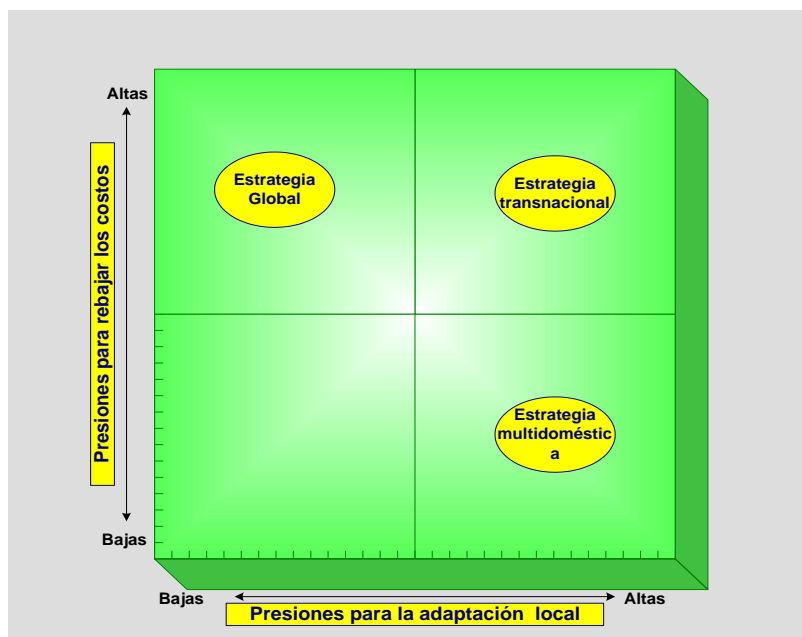 Altas
Presiones para rebajar los costos
Estrategia
Global
Estrategia
transnacional
Estrategia
multidoméstic
a
Bajas
Bajas
Altas
Presiones para la adaptación local